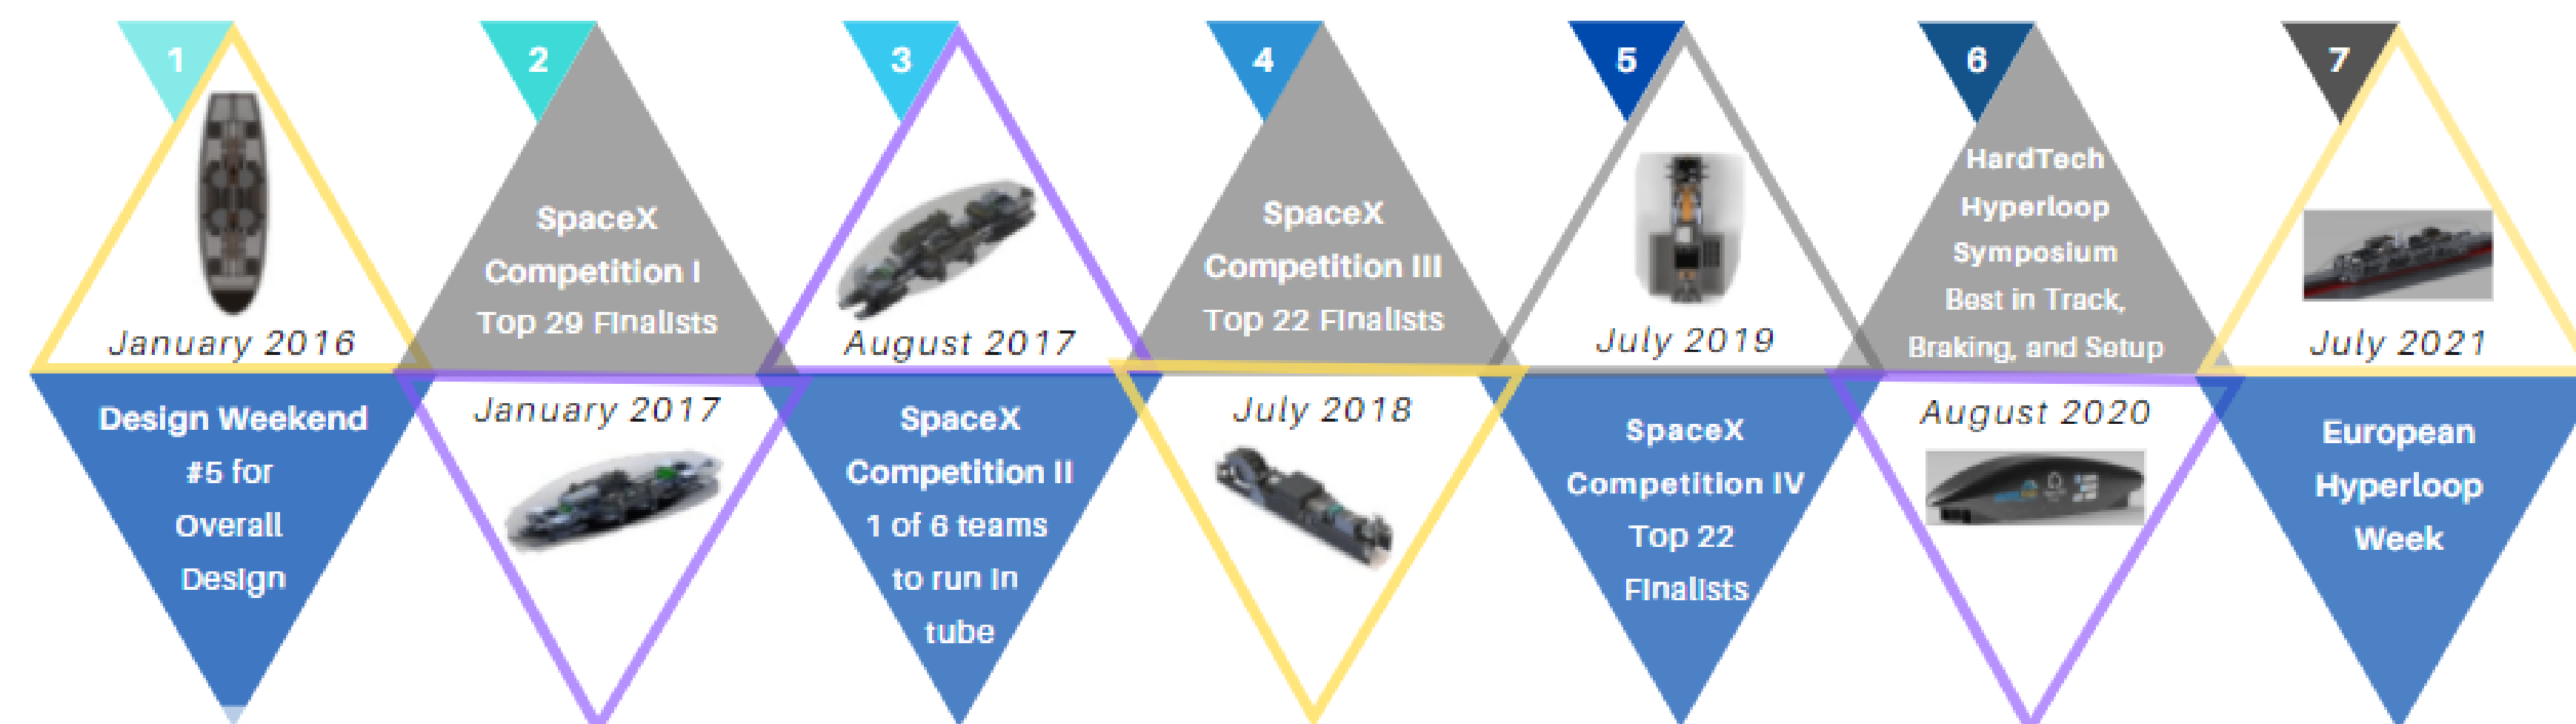 1
January 2016
Design Weekend
#5 for
Overall
Design
2
SpaceX
Competition I
Top 29 Finalists
January 2017
3
August 2017
SpaceX
Competition II
1 of 6 teams
to run in
tube
4
SpaceX
Competition III
Top 22 Finalists
July 2018
5
July 2019
SpaceX
Competition IV
Top 22
Finalists
6
HardTech
Hyperloop
Symposium
Best in Track,
Braking, and Setup
August 2020
7
July 2021
European
Hyperloop
Week